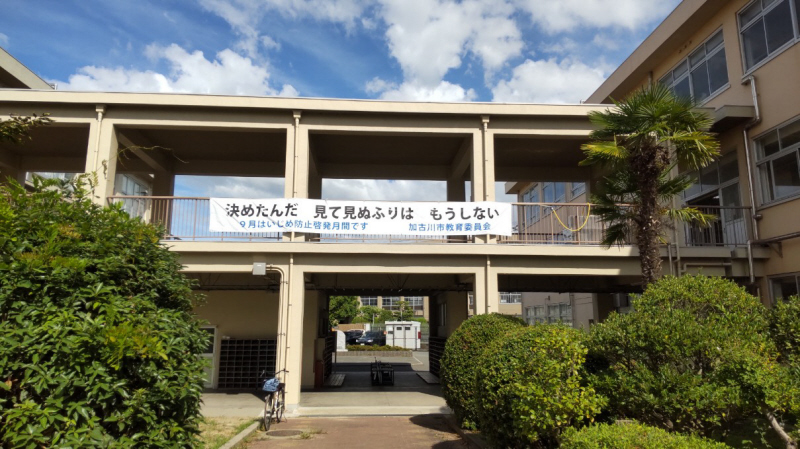 決めたんだ 見て見ぬふりは もうしない
９月はいじめ防止啓発月間です 加古川市教育委員会